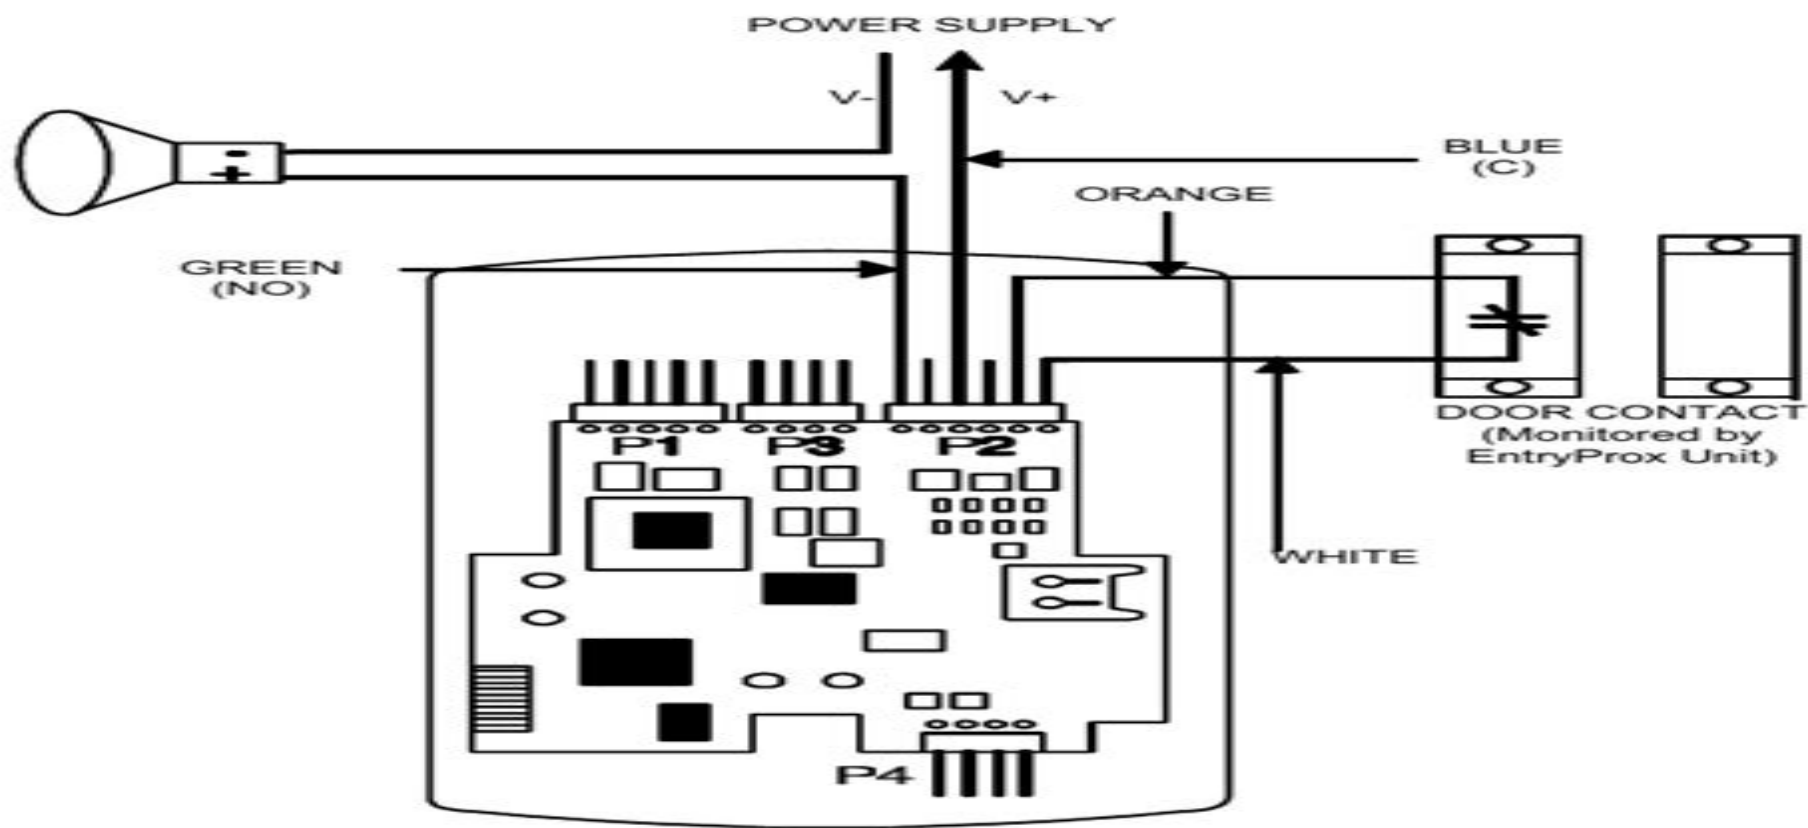 POWER SUPPLY
V-
V+
BLUE
(C)
ORANGE
-
+
GREEN
(NO)
DOOR CONTACT
(Monitored by
EntryProx Unit)
P1
P3
P2
WHITE
P4